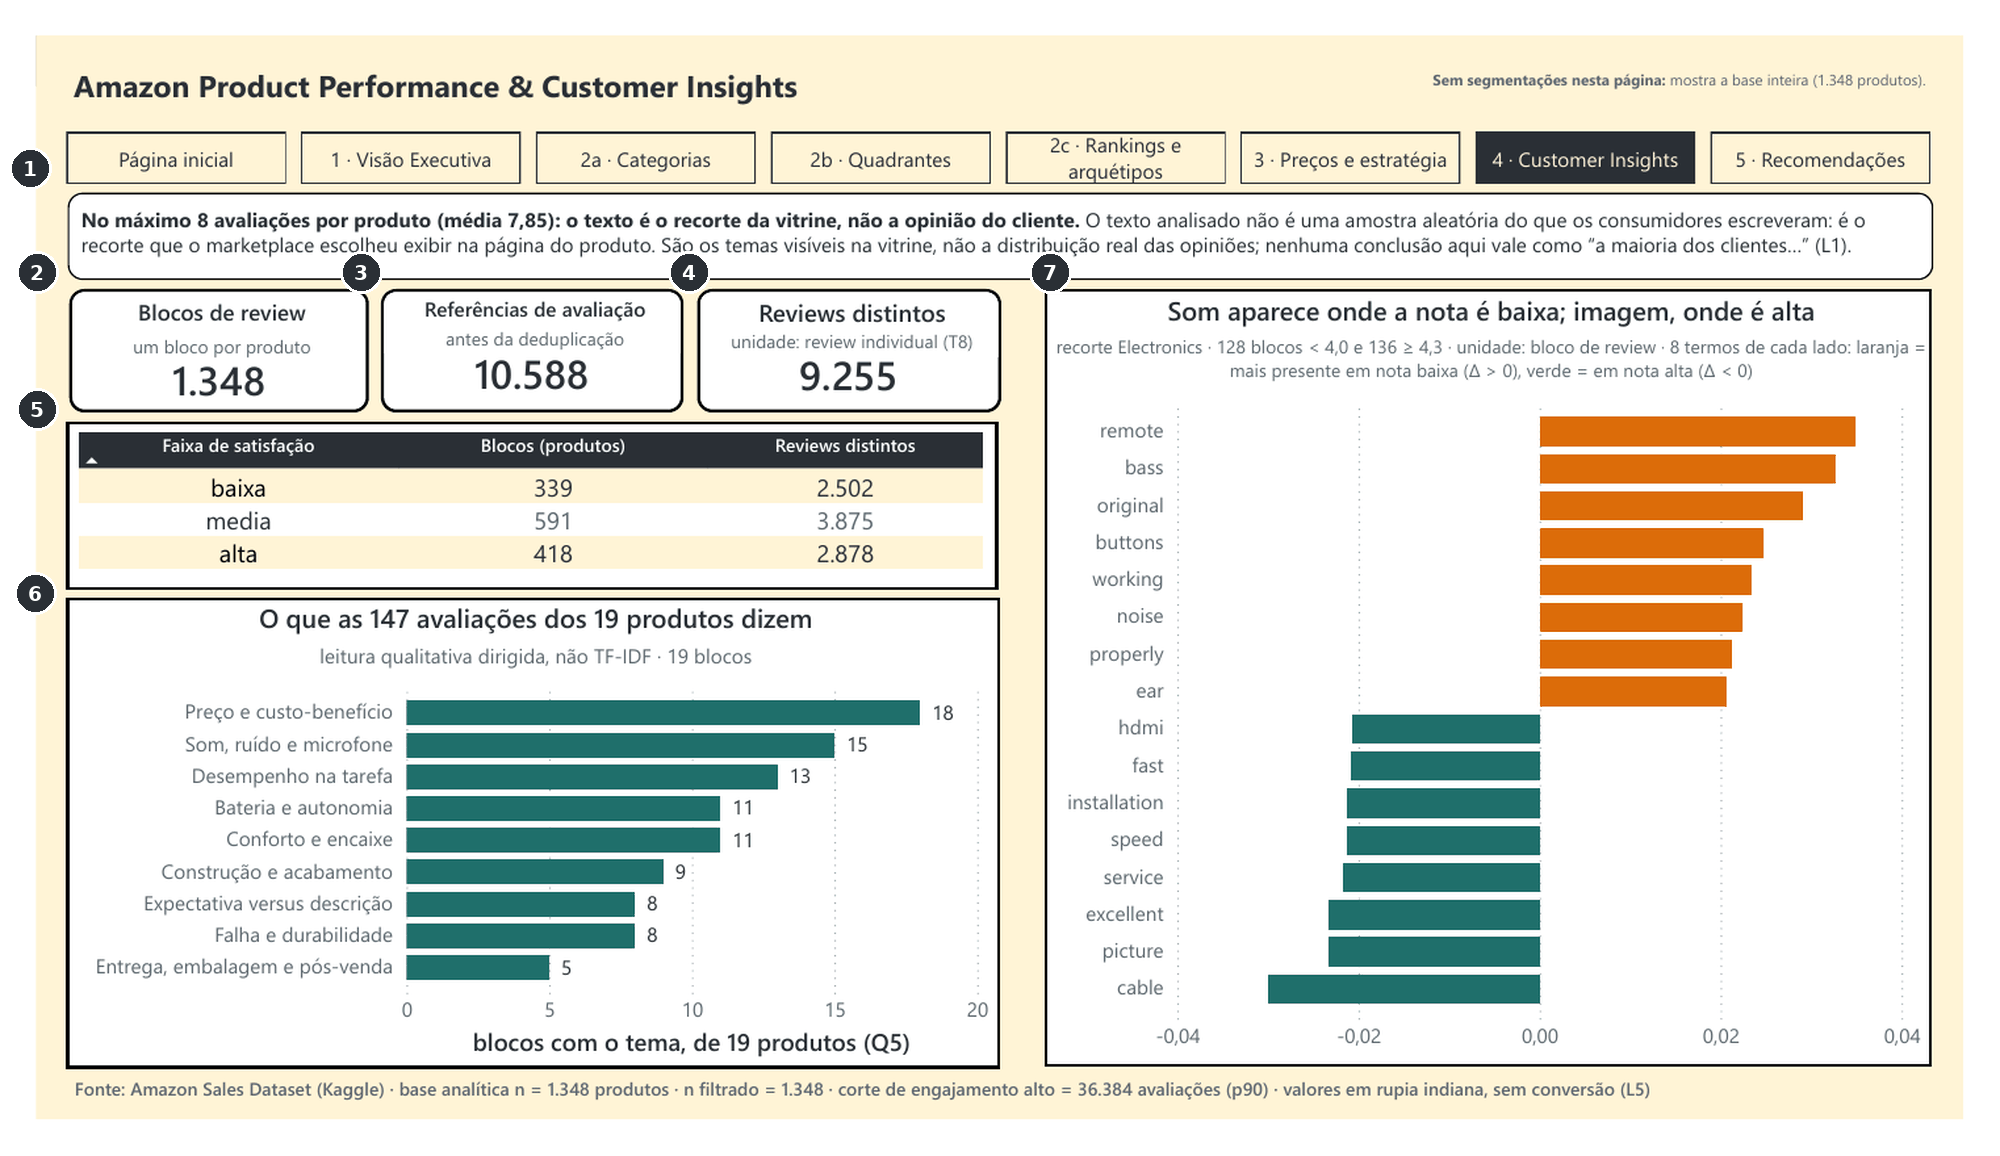 Amazon Product Performance & Customer Insights
Sem segmentações nesta página: mostra a base inteira (1.348 produtos).
1
Página inicial
1 · Visão Executiva
2a · Categorias
2b · Quadrantes
2c · Rankings e
arquétipos
3 · Preços e estratégia
4 · Customer Insights
5 · Recomendações
No máximo 8 avaliações por produto (média 7,85): o texto é o recorte da vitrine, não a opinião do cliente. O texto analisado não é uma amostra aleatória do que os consumidores escreveram: é o
recorte que o marketplace escolheu exibir na página do produto. São os temas visíveis na vitrine, não a distribuição real das opiniões; nenhuma conclusão aqui vale como “a maioria dos clientes...” (L1).
2
Blocos de review
um bloco por produto
1.348
3
Referências de avaliação
antes da deduplicação
10.588
4
Reviews distintos
unidade: review individual (T8)
9.255
5
Faixa de satisfação Blocos (produtos) Reviews distintos
baixa 339 2.502
media 591 3.875
alta 418 2.878
6
O que as 147 avaliações dos 19 produtos dizem
leitura qualitativa dirigida, não TF-IDF · 19 blocos
Preço e custo-benefício 18
Som, ruído e microfone 15
Desempenho na tarefa 13
Bateria e autonomia 11
Conforto e encaixe 11
Construção e acabamento 9
Expectativa versus descrição 8
Falha e durabilidade 8
Entrega, embalagem e pós-venda 5
0 5 10 15 20
blocos com o tema, de 19 produtos (Q5)
7
Som aparece onde a nota é baixa; imagem, onde é alta
recorte Electronics · 128 blocos < 4,0 e 136 ≥ 4,3 · unidade: bloco de review · 8 termos de cada lado: laranja =
mais presente em nota baixa (Δ > 0), verde = em nota alta (Δ < 0)
remote
bass
original
buttons
working
noise
properly
ear
hdmi
fast
installation
speed
service
excellent
picture
cable
-0,04 -0,02 0,00 0,02 0,04
Fonte: Amazon Sales Dataset (Kaggle) · base analítica n = 1.348 produtos · n filtrado = 1.348 · corte de engajamento alto = 36.384 avaliações (p90) · valores em rupia indiana, sem conversão (L5)